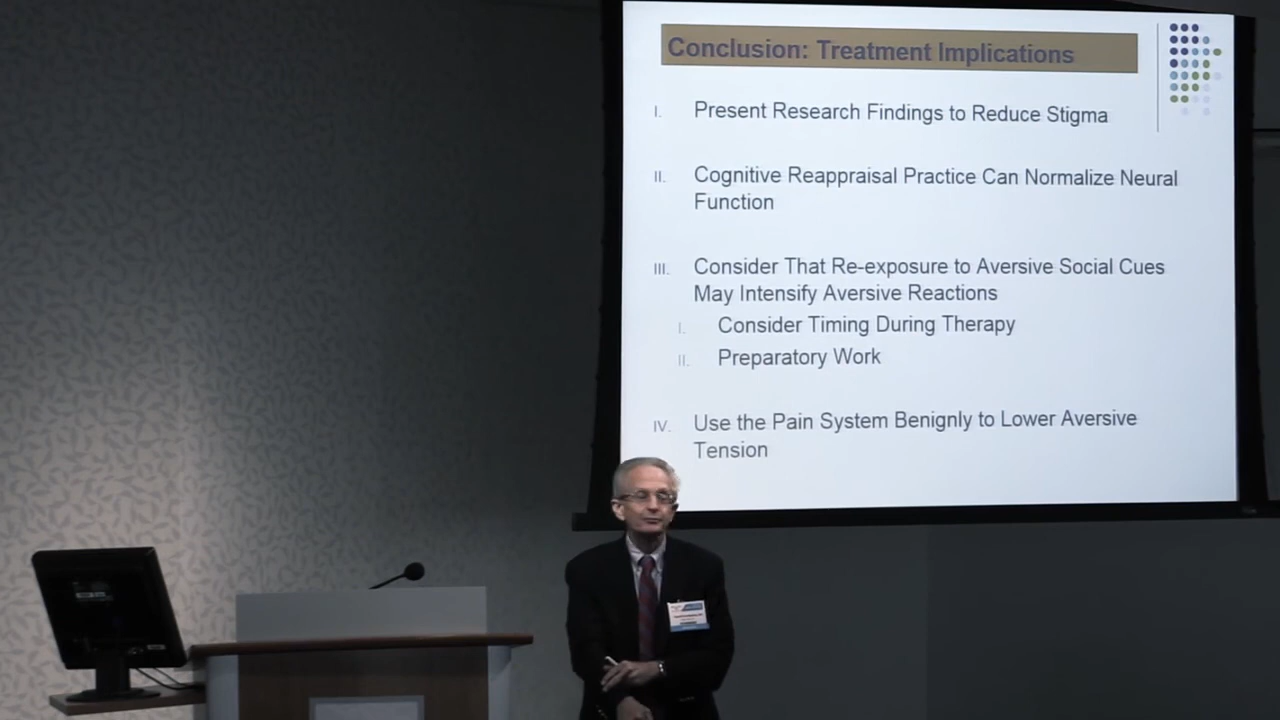 Conclusion: Treatment Implications
I. Present Research Findings to Reduce Stigma
II. Cognitive Reappraisal Practice Can Normalize Neural
Function
III. Consider That Re-exposure to Aversive Social Cues
May Intensify Aversive Reactions
I. Consider Timing During Therapy
II. Preparatory Work
IV. Use the Pain System Benignly to Lower Aversive
Tension